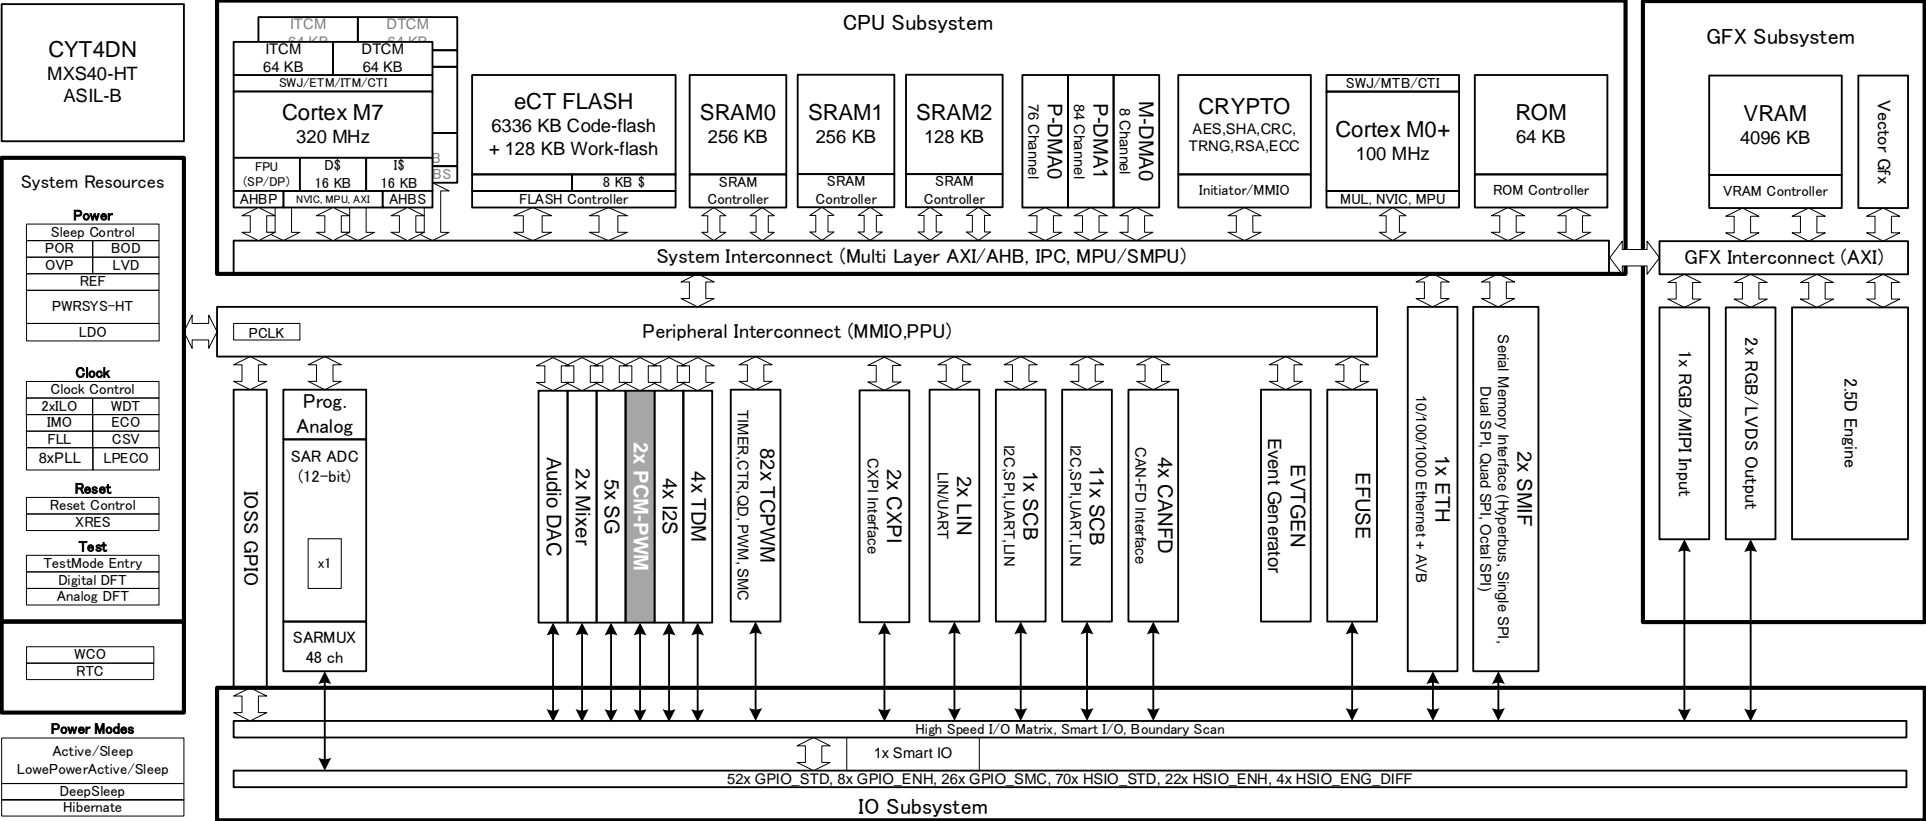 CYT4DN
MXS40-HT
ASIL-B
System Resources
Power
Sleep Control
POR BOD
OVP LVD
REF
PWRSYS-HT
LDO
Clock
Clock Control
2xILO WDT
IMO ECO
FLL CSV
8xPLL LPECO
Reset
Reset Control
XRES
Test
TestMode Entry
Digital DFT
Analog DFT
WCO
RTC
Power Modes
Active/Sleep
LowePowerActive/Sleep
DeepSleep
Hibernate
CPU Subsystem
ITCM DTCM
64 KB 64 KB
ITCM DTCM
64 KB 64 KB
SWJ/ETM/ITM/CTI
Cortex M7
320 MHz
FPU
(SP/DP)
D$
16 KB
I$
16 KB
AHBP NVIC, MPU, AXI AHBS
B
BS
eCT FLASH
6336 KB Code-flash
+ 128 KB Work-flash
8 KB $
FLASH Controller
SRAM0
256 KB
SRAM
Controller
SRAM1
256 KB
SRAM
Controller
SRAM2
128 KB
SRAM
Controller
P-DMA0
76 Channel
P-DMA1
84 Channel
M-DMA0
8 Channel
CRYPTO
AES,SHA,CRC,
TRNG,RSA,ECC
Initiator/MMIO
SWJ/MTB/CTI
Cortex M0+
100 MHz
MUL, NVIC, MPU
ROM
64 KB
ROM Controller
System Interconnect (Multi Layer AXI/AHB, IPC, MPU/SMPU)
GFX Subsystem
VRAM
4096 KB
VRAM Controller
Vector Gfx
GFX Interconnect (AXI)
1x RGB/MIPI Input
2x RGB/LVDS Output
2.5D Engine
PCLK
Peripheral Interconnect (MMIO,PPU)
IOSS GPIO
Prog.
Analog
SAR ADC
(12-bit)
x1
SARMUX
48 ch
Audio DAC
2x Mixer
5x SG
2x PCM-PWM
4x I2S
4x TDM
82x TCPWM
TIMER,CTR,QD, PWM, SMC
2x CXPI
CXPI Interface
2x LIN
LIN/UART
1x SCB
I2C,SPI,UART,LIN
11x SCB
I2C,SPI,UART,LIN
4x CANFD
CAN-FD Interface
EVTGEN
Event Generator
EFUSE
1x ETH
10/100/1000 Ethernet + AVB
2x SMIF
Serial Memory Interface (Hyperbus, Single SPI,
Dual SPI, Quad SPI, Octal SPI)
High Speed I/O Matrix, Smart I/O, Boundary Scan
1x Smart IO
52x GPIO_STD, 8x GPIO_ENH, 26x GPIO_SMC, 70x HSIO_STD, 22x HSIO_ENH, 4x HSIO_ENG_DIFF
IO Subsystem